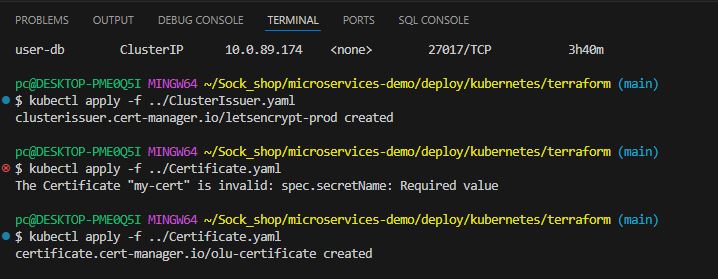 PROBLEMS OUTPUT DEBUG CONSOLE TERMINAL PORTS SQL CONSOLE
user-db ClusterIP 10.0.89.174 <none> 27017/TCP 3h40m
pc@DESKTOP-PME0Q5I MINGW64 ~/Sock_shop/microservices-demo/deploy/kubernetes/terraform (main)
$ kubectl apply -f ../ClusterIssuer.yaml
clusterissuer.cert-manager.io/letsencrypt-prod created
pc@DESKTOP-PME0Q5I MINGW64 ~/Sock_shop/microservices-demo/deploy/kubernetes/terraform (main)
$ kubectl apply -f ../Certificate.yaml
The Certificate "my-cert" is invalid: spec.secretName: Required value
pc@DESKTOP-PME0Q5I MINGW64 ~/Sock_shop/microservices-demo/deploy/kubernetes/terraform (main)
$ kubectl apply -f ../Certificate.yaml
certificate.cert-manager.io/olu-certificate created